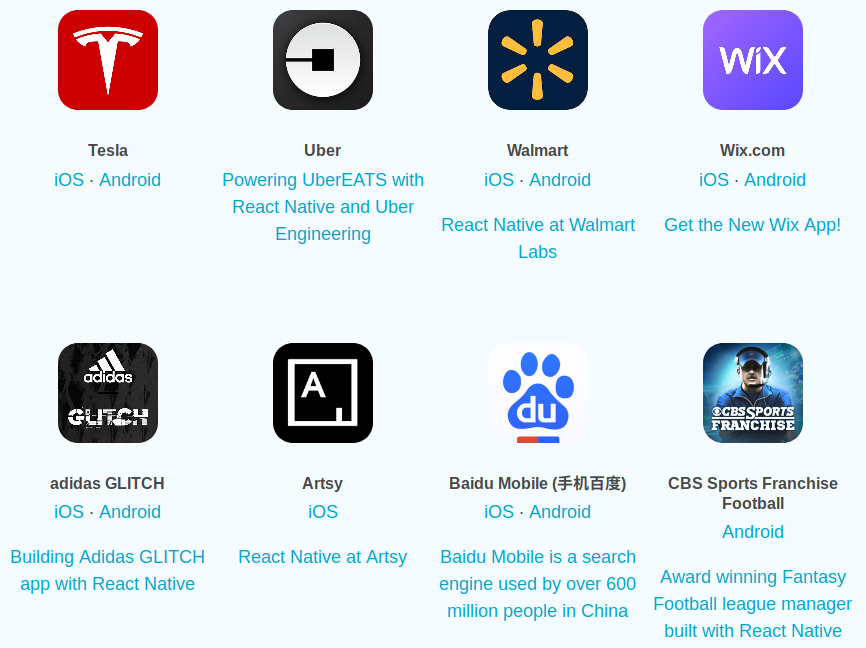 WiX
Tesla
Uber
Walmart
Wix.com
iOS · Android
Powering UberEATS with
React Native and Uber
Engineering
iOS · Android
React Native at Walmart
Labs
iOS · Android
Get the New Wix App!
adidas
GLITCH
A
du
CBS SPORTS
FRANCHISE
adidas GLITCH
Artsy
Baidu Mobile (手机百度)
CBS Sports Franchise
Football
iOS · Android
Building Adidas GLITCH
app with React Native
iOS
React Native at Artsy
iOS · Android
Baidu Mobile is a search
engine used by over 600
million people in China
Android
Award winning Fantasy
Football league manager
built with React Native